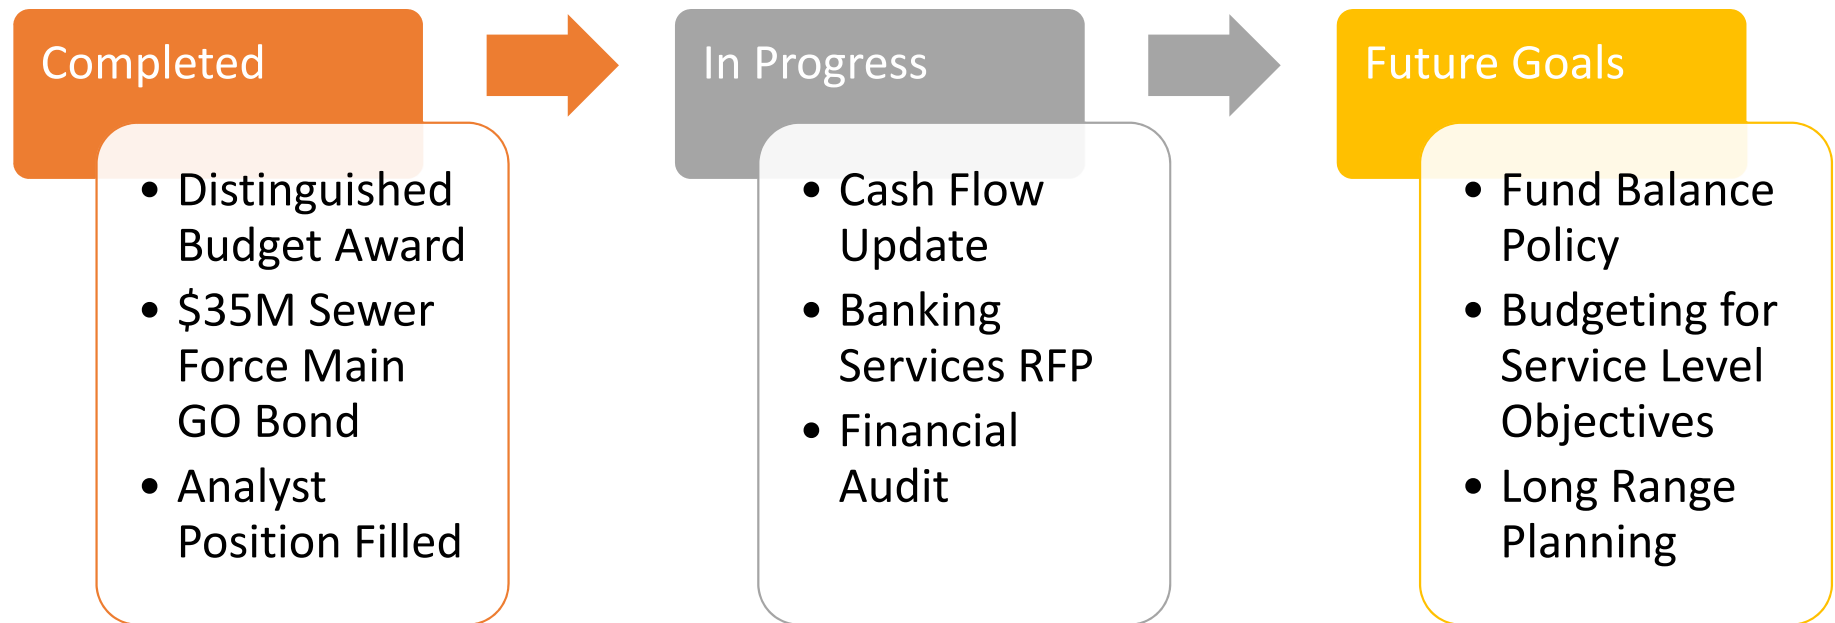 Completed
• Distinguished
Budget Award
• $35M Sewer
Force Main
GO Bond
• Analyst
Position Filled
In Progress
• Cash Flow
Update
• Banking
Services RFP
• Financial
Audit
Future Goals
• Fund Balance
Policy
• Budgeting for
Service Level
Objectives
• Long Range
Planning